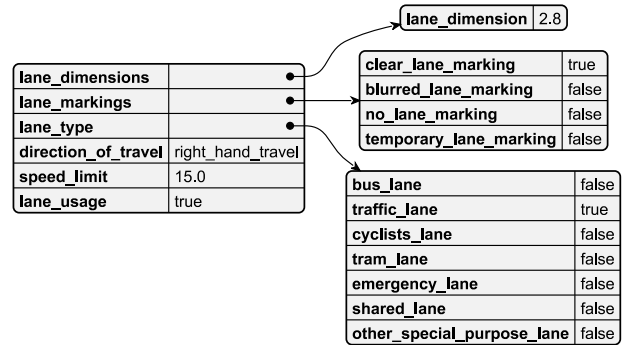 lane_dimension 2.8
lane_dimensions
lane_markings
lane_type
direction_of_travel right_hand_travel
speed_limit 15.0
lane_usage true
clear_lane_marking true
blurred_lane_marking false
no_lane_marking false
temporary_lane_marking false
bus_lane false
traffic_lane true
cyclists_lane false
tram_lane false
emergency_lane false
shared_lane false
other_special_purpose_lane false